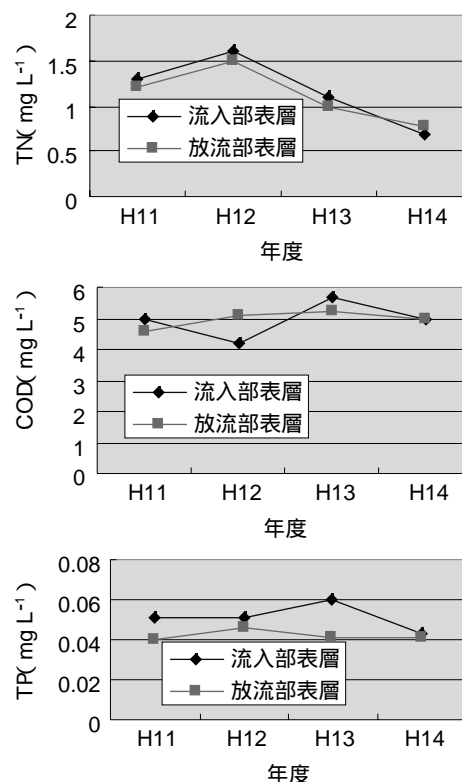 TN( mg L⁻¹ )
2
1.5
1
0.5
0
流入部表層
放流部表層
H11 H12 H13 H14
年度
COD( mg L⁻¹ )
6
5
4
3
2
1
0
流入部表層
放流部表層
H11 H12 H13 H14
年度
TP( mg L⁻¹ )
0.08
0.06
0.04
0.02
0
流入部表層
放流部表層
H11 H12 H13 H14
年度